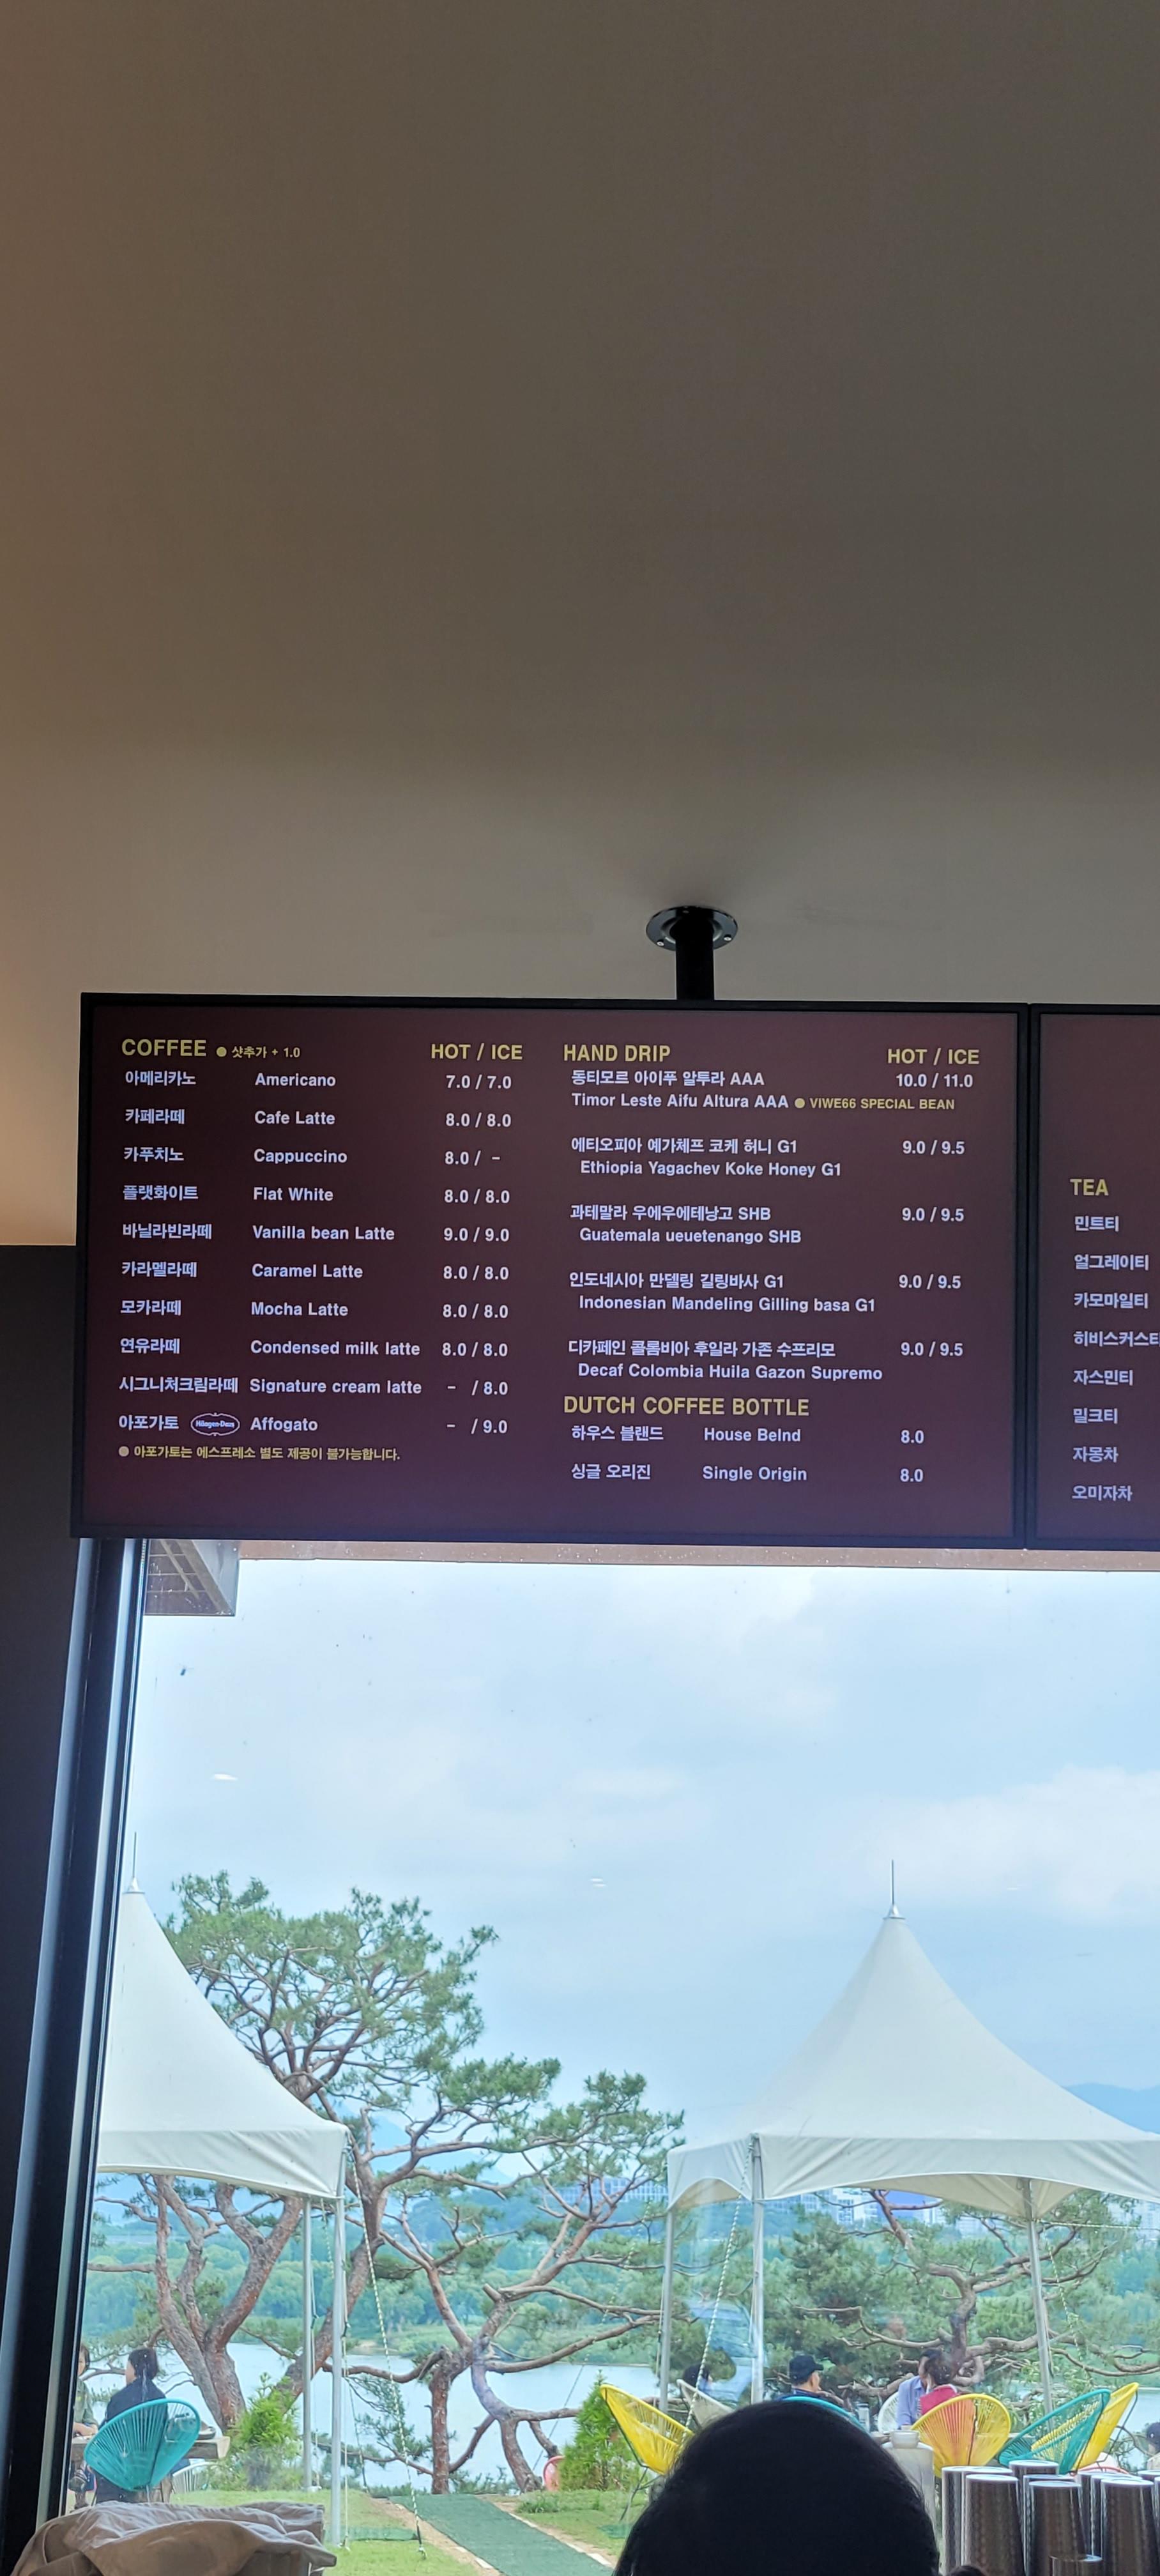 COFFEE ● 샷추가 + 1.0 HOT / ICE
아메리카노 Americano 7.0 / 7.0
카페라떼 Cafe Latte 8.0 / 8.0
카푸치노 Cappuccino 8.0 / -
플랫화이트 Flat White 8.0 / 8.0
바닐라빈라떼 Vanilla bean Latte 9.0 / 9.0
카라멜라떼 Caramel Latte 8.0 / 8.0
모카라떼 Mocha Latte 8.0 / 8.0
연유라떼 Condensed milk latte 8.0 / 8.0
시그니처크림라떼 Signature cream latte - / 8.0
아포가토 Häagen-Dazs Affogato - / 9.0
● 아포가토는 에스프레소 별도 제공이 불가능합니다.
HAND DRIP HOT / ICE
동티모르 아이푸 알투라 AAA 10.0 / 11.0
Timor Leste Aifu Altura AAA ● VIWE66 SPECIAL BEAN
에티오피아 예가체프 코케 허니 G1 9.0 / 9.5
Ethiopia Yagachev Koke Honey G1
과테말라 우에우에테낭고 SHB 9.0 / 9.5
Guatemala ueuetenango SHB
인도네시아 만델링 길링바사 G1 9.0 / 9.5
Indonesian Mandeling Gilling basa G1
디카페인 콜롬비아 후일라 가존 수프리모 9.0 / 9.5
Decaf Colombia Huila Gazon Supremo
DUTCH COFFEE BOTTLE
하우스 블랜드 House Belnd 8.0
싱글 오리진 Single Origin 8.0
TEA
민트티
얼그레이티
카모마일티
히비스커스티
자스민티
밀크티
자몽차
오미자차